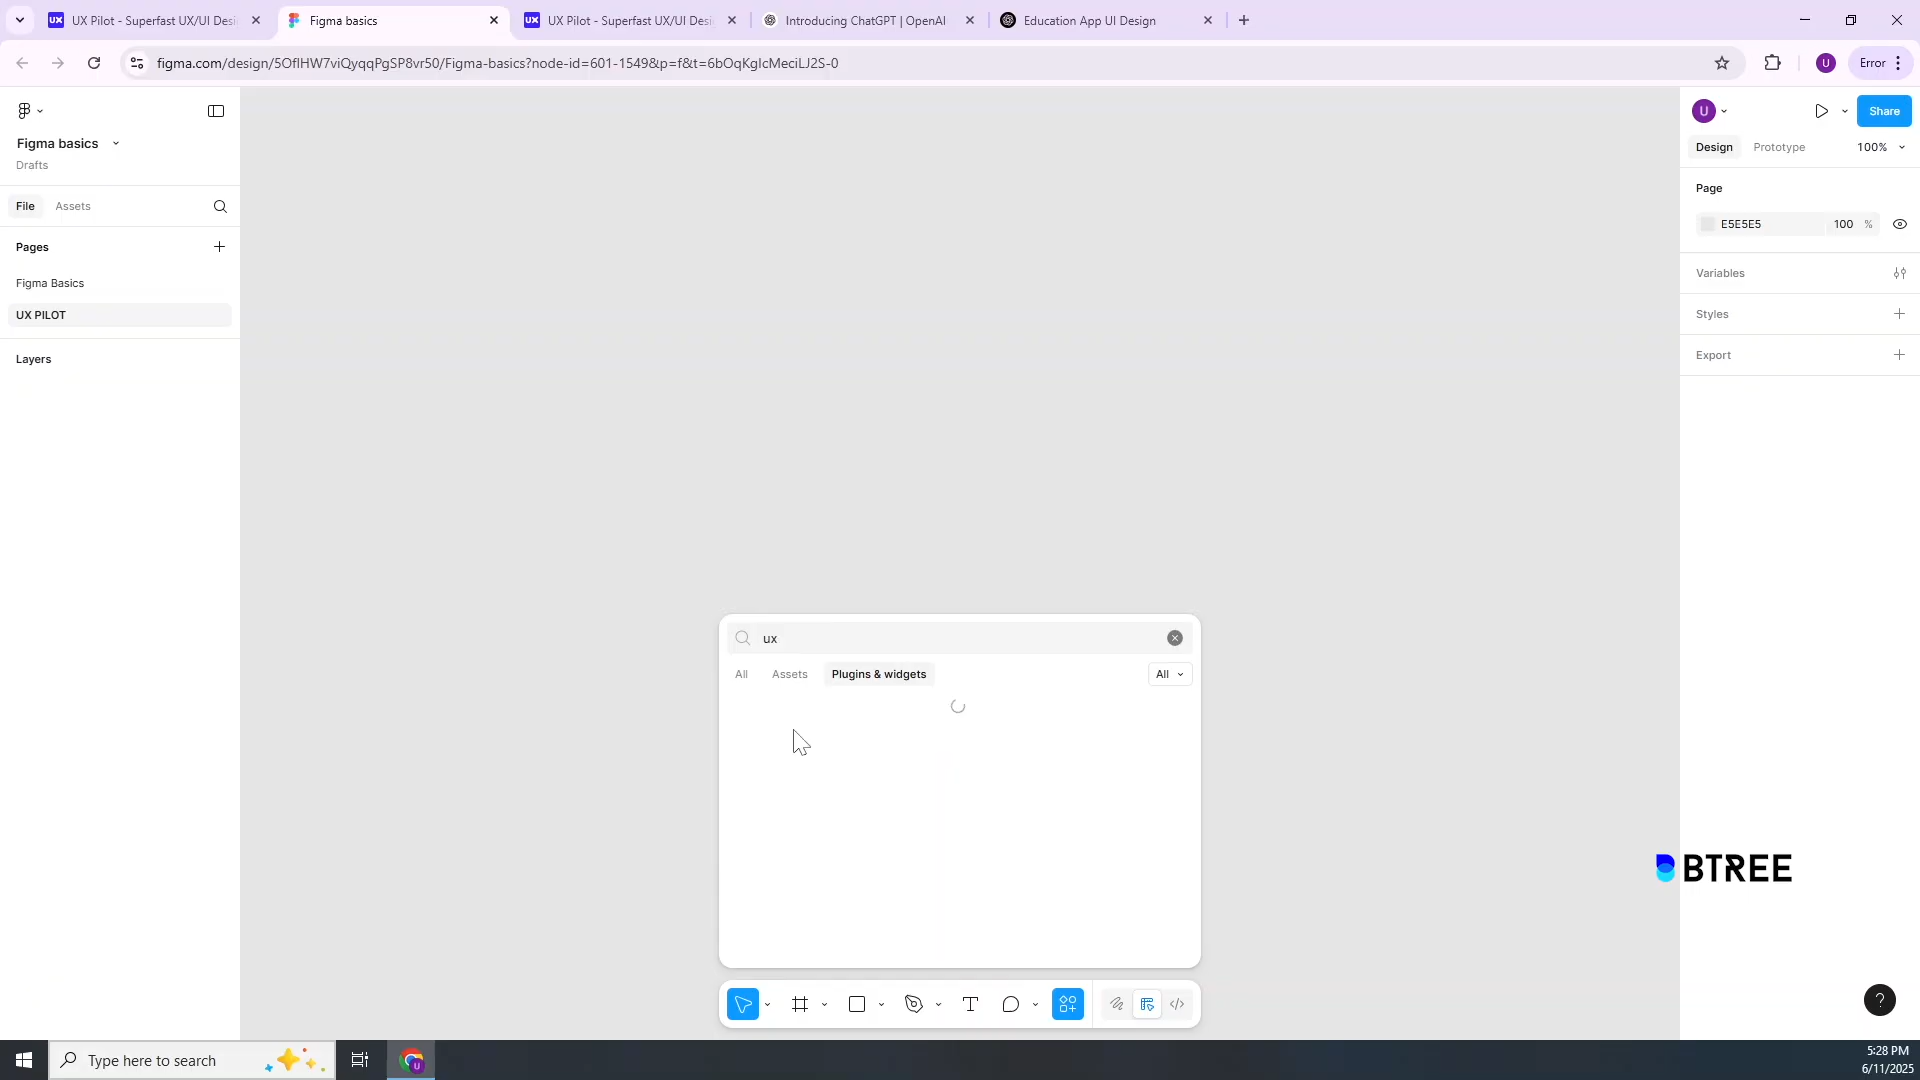 UX Pilot - Superfast UX/UI Desi
Figma basics
UX Pilot - Superfast UX/UI Desi
Introducing ChatGPT | OpenAI
Education App UI Design
figma.com/design/5OfIHW7viQyqqPgSP8vr50/Figma-basics?node-id=601-1549&p=f&t=6bOqKgIcMeciLJ2S-0
U
Error
Figma basics
Drafts
U
Share
Design
Prototype
100%
File
Assets
Page
Pages
E5E5E5
100
%
Figma Basics
Variables
UX PILOT
Styles
Layers
Export
ux
All
Assets
Plugins & widgets
All
BTREE
?
Type here to search
5:28 PM
6/11/2025